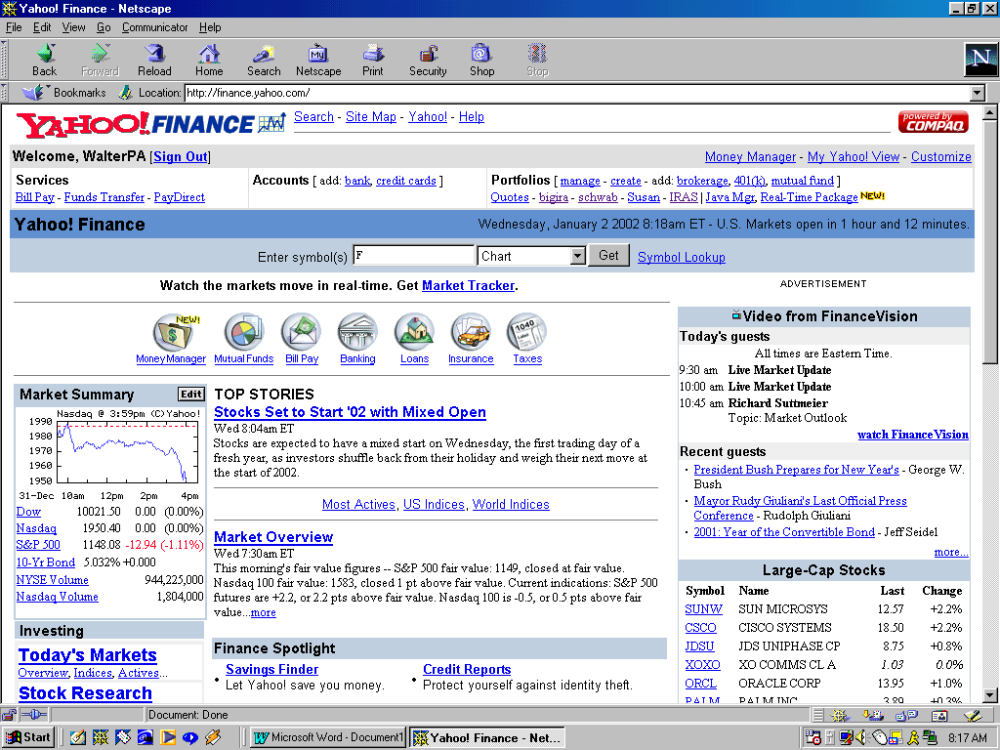 Yahoo! Finance - Netscape
File Edit View Go Communicator Help
Back Forward Reload Home Search Netscape Print Security Shop Stop
My
N
Bookmarks Location: http://finance.yahoo.com/
YAHOO! FINANCE Search - Site Map - Yahoo! - Help
powered by
COMPAQ
Welcome, WalterPA [Sign Out] Money Manager - My Yahoo! View - Customize
Services
Bill Pay - Funds Transfer - PayDirect
Accounts [ add: bank, credit cards ]
Portfolios [ manage - create - add: brokerage, 401(k), mutual fund ]
Quotes - bigira - schwab - Susan - IRAS | Java Mgr, Real-Time Package NEW!
Yahoo! Finance Wednesday, January 2 2002 8:18am ET - U.S. Markets open in 1 hour and 12 minutes.
Enter symbol(s) F Chart Get Symbol Lookup
Watch the markets move in real-time. Get Market Tracker.
NEW!
1040
Money Manager Mutual Funds Bill Pay Banking Loans Insurance Taxes
Market Summary Edit
Nasdaq @ 3:59pm (C)Yahoo!
1990
1980
1970
1960
1950
31-Dec 10am 12pm 2pm 4pm
Dow 10021.50 0.00 (0.00%)
Nasdaq 1950.40 0.00 (0.00%)
S&P 500 1148.08 -12.94 (-1.11%)
10-Yr Bond 5.032% +0.000
NYSE Volume 944,225,000
Nasdaq Volume 1,804,000
Investing
Today's Markets
Overview, Indices, Actives...
Stock Research
TOP STORIES
Stocks Set to Start '02 with Mixed Open
Wed 8:04am ET
Stocks are expected to have a mixed start on Wednesday, the first trading day of a
fresh year, as investors shuffle back from their holiday and weigh their next move at
the start of 2002.
Most Actives, US Indices, World Indices
Market Overview
Wed 7:30am ET
This morning's fair value figures -- S&P 500 fair value: 1149, closed at fair value.
Nasdaq 100 fair value: 1583, closed 1 pt above fair value. Current indications: S&P 500
futures are +2.2, or 2.2 pts above fair value. Nasdaq 100 is -0.5, or 0.5 pts above fair
value...more
Finance Spotlight
• Savings Finder
Let Yahoo! save you money.
• Credit Reports
Protect yourself against identity theft.
ADVERTISEMENT
Video from FinanceVision
Today's guests
All times are Eastern Time.
9:30 am Live Market Update
10:00 am Live Market Update
10:45 am Richard Suttmeier
Topic: Market Outlook
watch FinanceVision
Recent guests
· President Bush Prepares for New Year's - George W.
Bush
· Mayor Rudy Giuliani's Last Official Press
Conference - Rudolph Giuliani
· 2001: Year of the Convertible Bond - Jeff Seidel
more...
Large-Cap Stocks
Symbol Name Last Change
SUNW SUN MICROSYS 12.57 +2.2%
CSCO CISCO SYSTEMS 18.50 +2.2%
JDSU JDS UNIPHASE CP 8.75 +0.8%
XOXO XO COMMS CL A 1.03 0.0%
ORCL ORACLE CORP 13.95 +1.0%
PALM PALM INC 3.89 +0.3%
Document: Done
Start Microsoft Word - Document1 Yahoo! Finance - Net... 8:17 AM